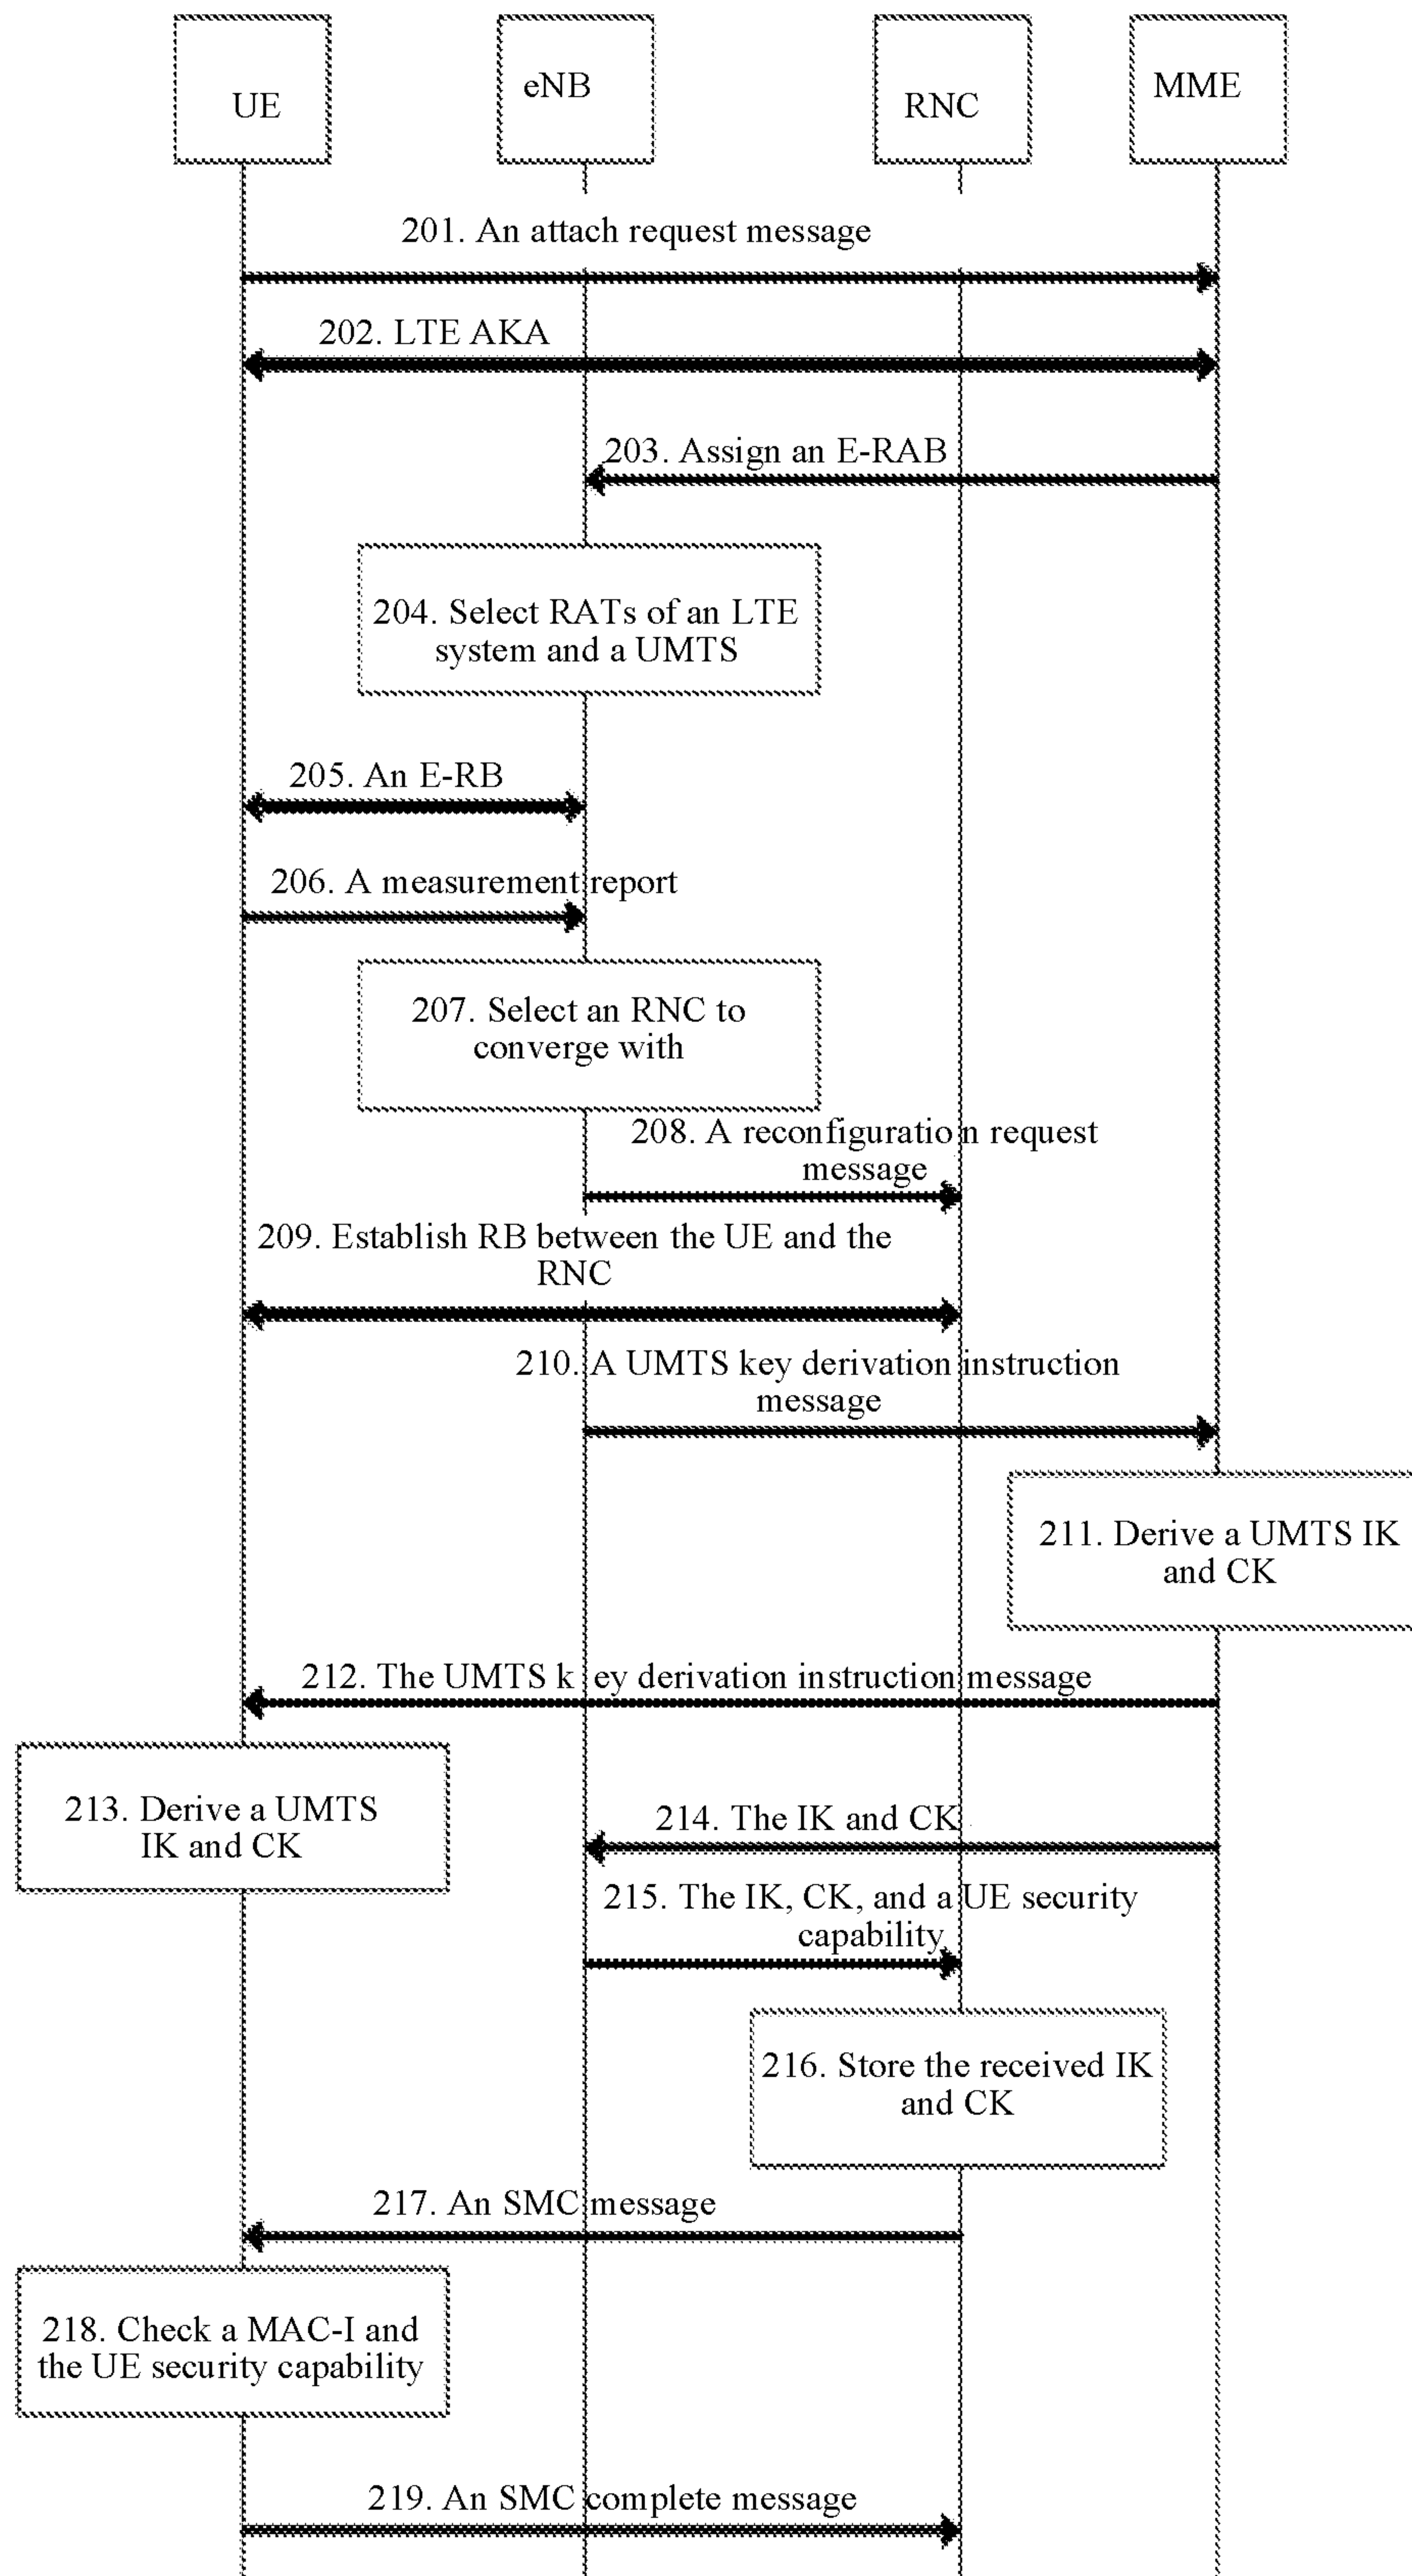 UE
eNB
RNC
MME
201. An attach request message
202. LTE AKA
203. Assign an E-RAB
204. Select RATs of an LTE
system and a UMTS
205. An E-RB
206. A measurement report
207. Select an RNC to
converge with
208. A reconfiguration request
message
209. Establish RB between the UE and the
RNC
210. A UMTS key derivation instruction
message
211. Derive a UMTS IK
and CK
212. The UMTS key derivation instruction message
213. Derive a UMTS
IK and CK
214. The IK and CK
215. The IK, CK, and a UE security
capability
216. Store the received IK
and CK
217. An SMC message
218. Check a MAC-I and
the UE security capability
219. An SMC complete message